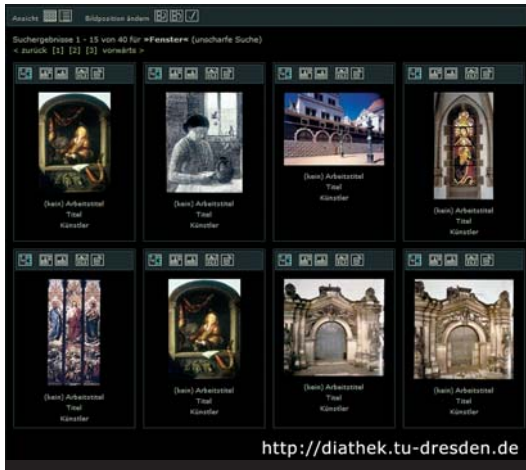 Ansicht Bildposition ändern
Suchergebnisse 1 - 15 von 40 für »Fenster« (unscharfe Suche)
< zurück [1] [2] [3] vorwärts >
(kein) Arbeitstitel
Titel
Künstler
(kein) Arbeitstitel
Titel
Künstler
(kein) Arbeitstitel
Titel
Künstler
(kein) Arbeitstitel
Titel
Künstler
(kein) Arbeitstitel
Titel
Künstler
(kein) Arbeitstitel
Titel
Künstler
(kein) Arbeitstitel
Titel
Künstler
(kein) Arbeitstitel
Titel
Künstler
http://diathek.tu-dresden.de